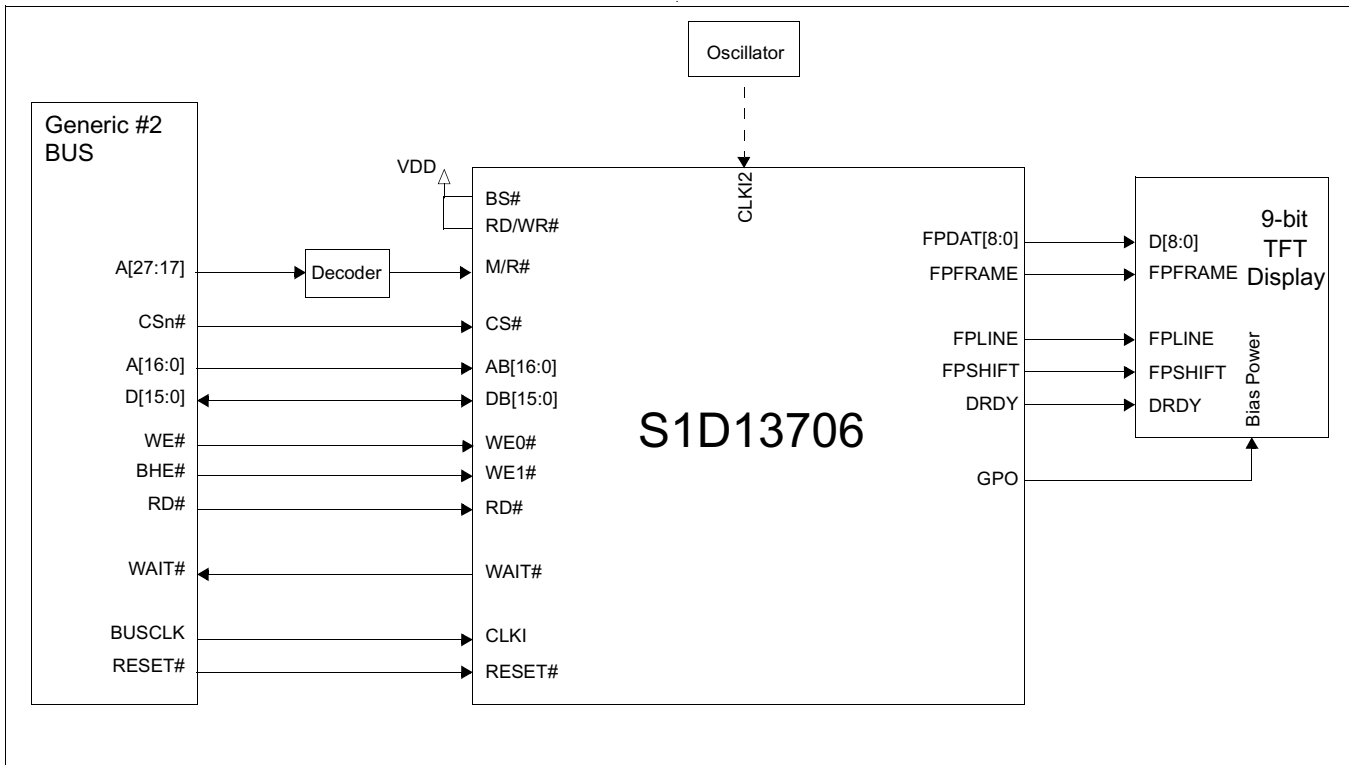 Oscillator
Generic #2
BUS
VDD
BS#
RD/WR#
CLKI2
A[27:17]
Decoder
M/R#
CSn#
CS#
A[16:0]
AB[16:0]
D[15:0]
DB[15:0]
WE#
WE0#
BHE#
WE1#
RD#
RD#
WAIT#
WAIT#
BUSCLK
CLKI
RESET#
RESET#
S1D13706
FPDAT[8:0]
FPFRAME
FPLINE
FPSHIFT
DRDY
GPO
9-bit
TFT
Display
D[8:0]
FPFRAME
FPLINE
FPSHIFT
DRDY
Bias Power